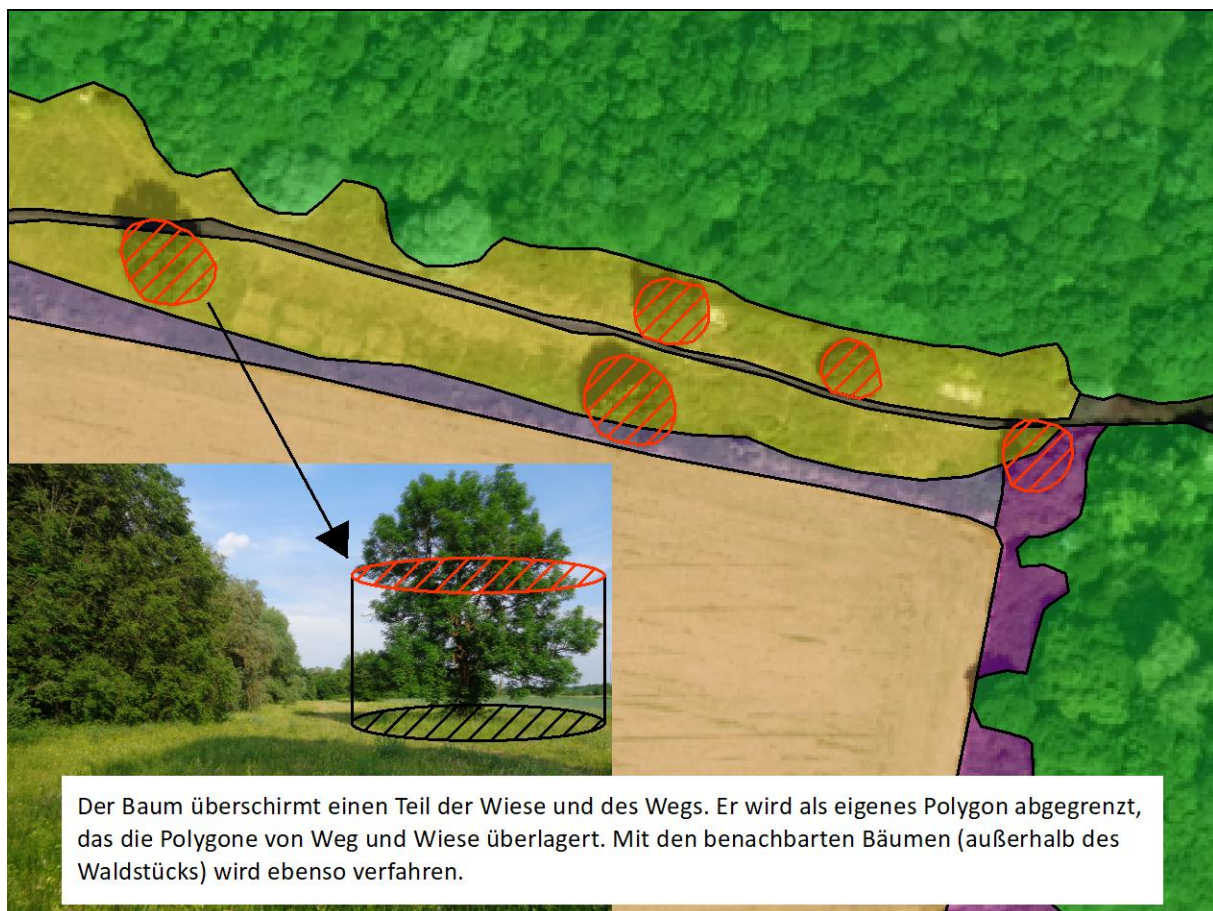 Der Baum überschirmt einen Teil der Wiese und des Wegs. Er wird als eigenes Polygon abgegrenzt,
das die Polygone von Weg und Wiese überlagert. Mit den benachbarten Bäumen (außerhalb des
Waldstücks) wird ebenso verfahren.